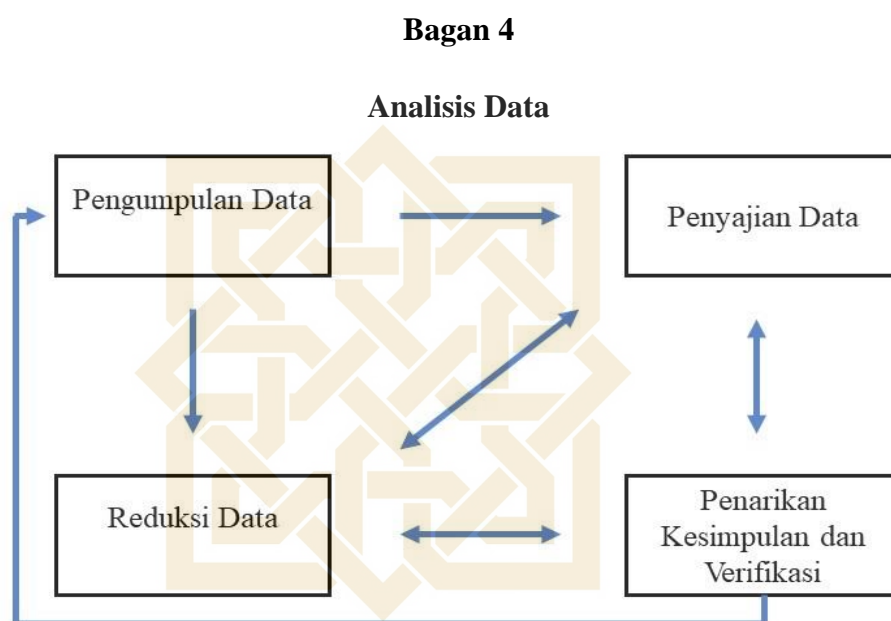 Bagan 4
Analisis Data
Pengumpulan Data
Penyajian Data
Reduksi Data
Penarikan
Kesimpulan dan
Verifikasi